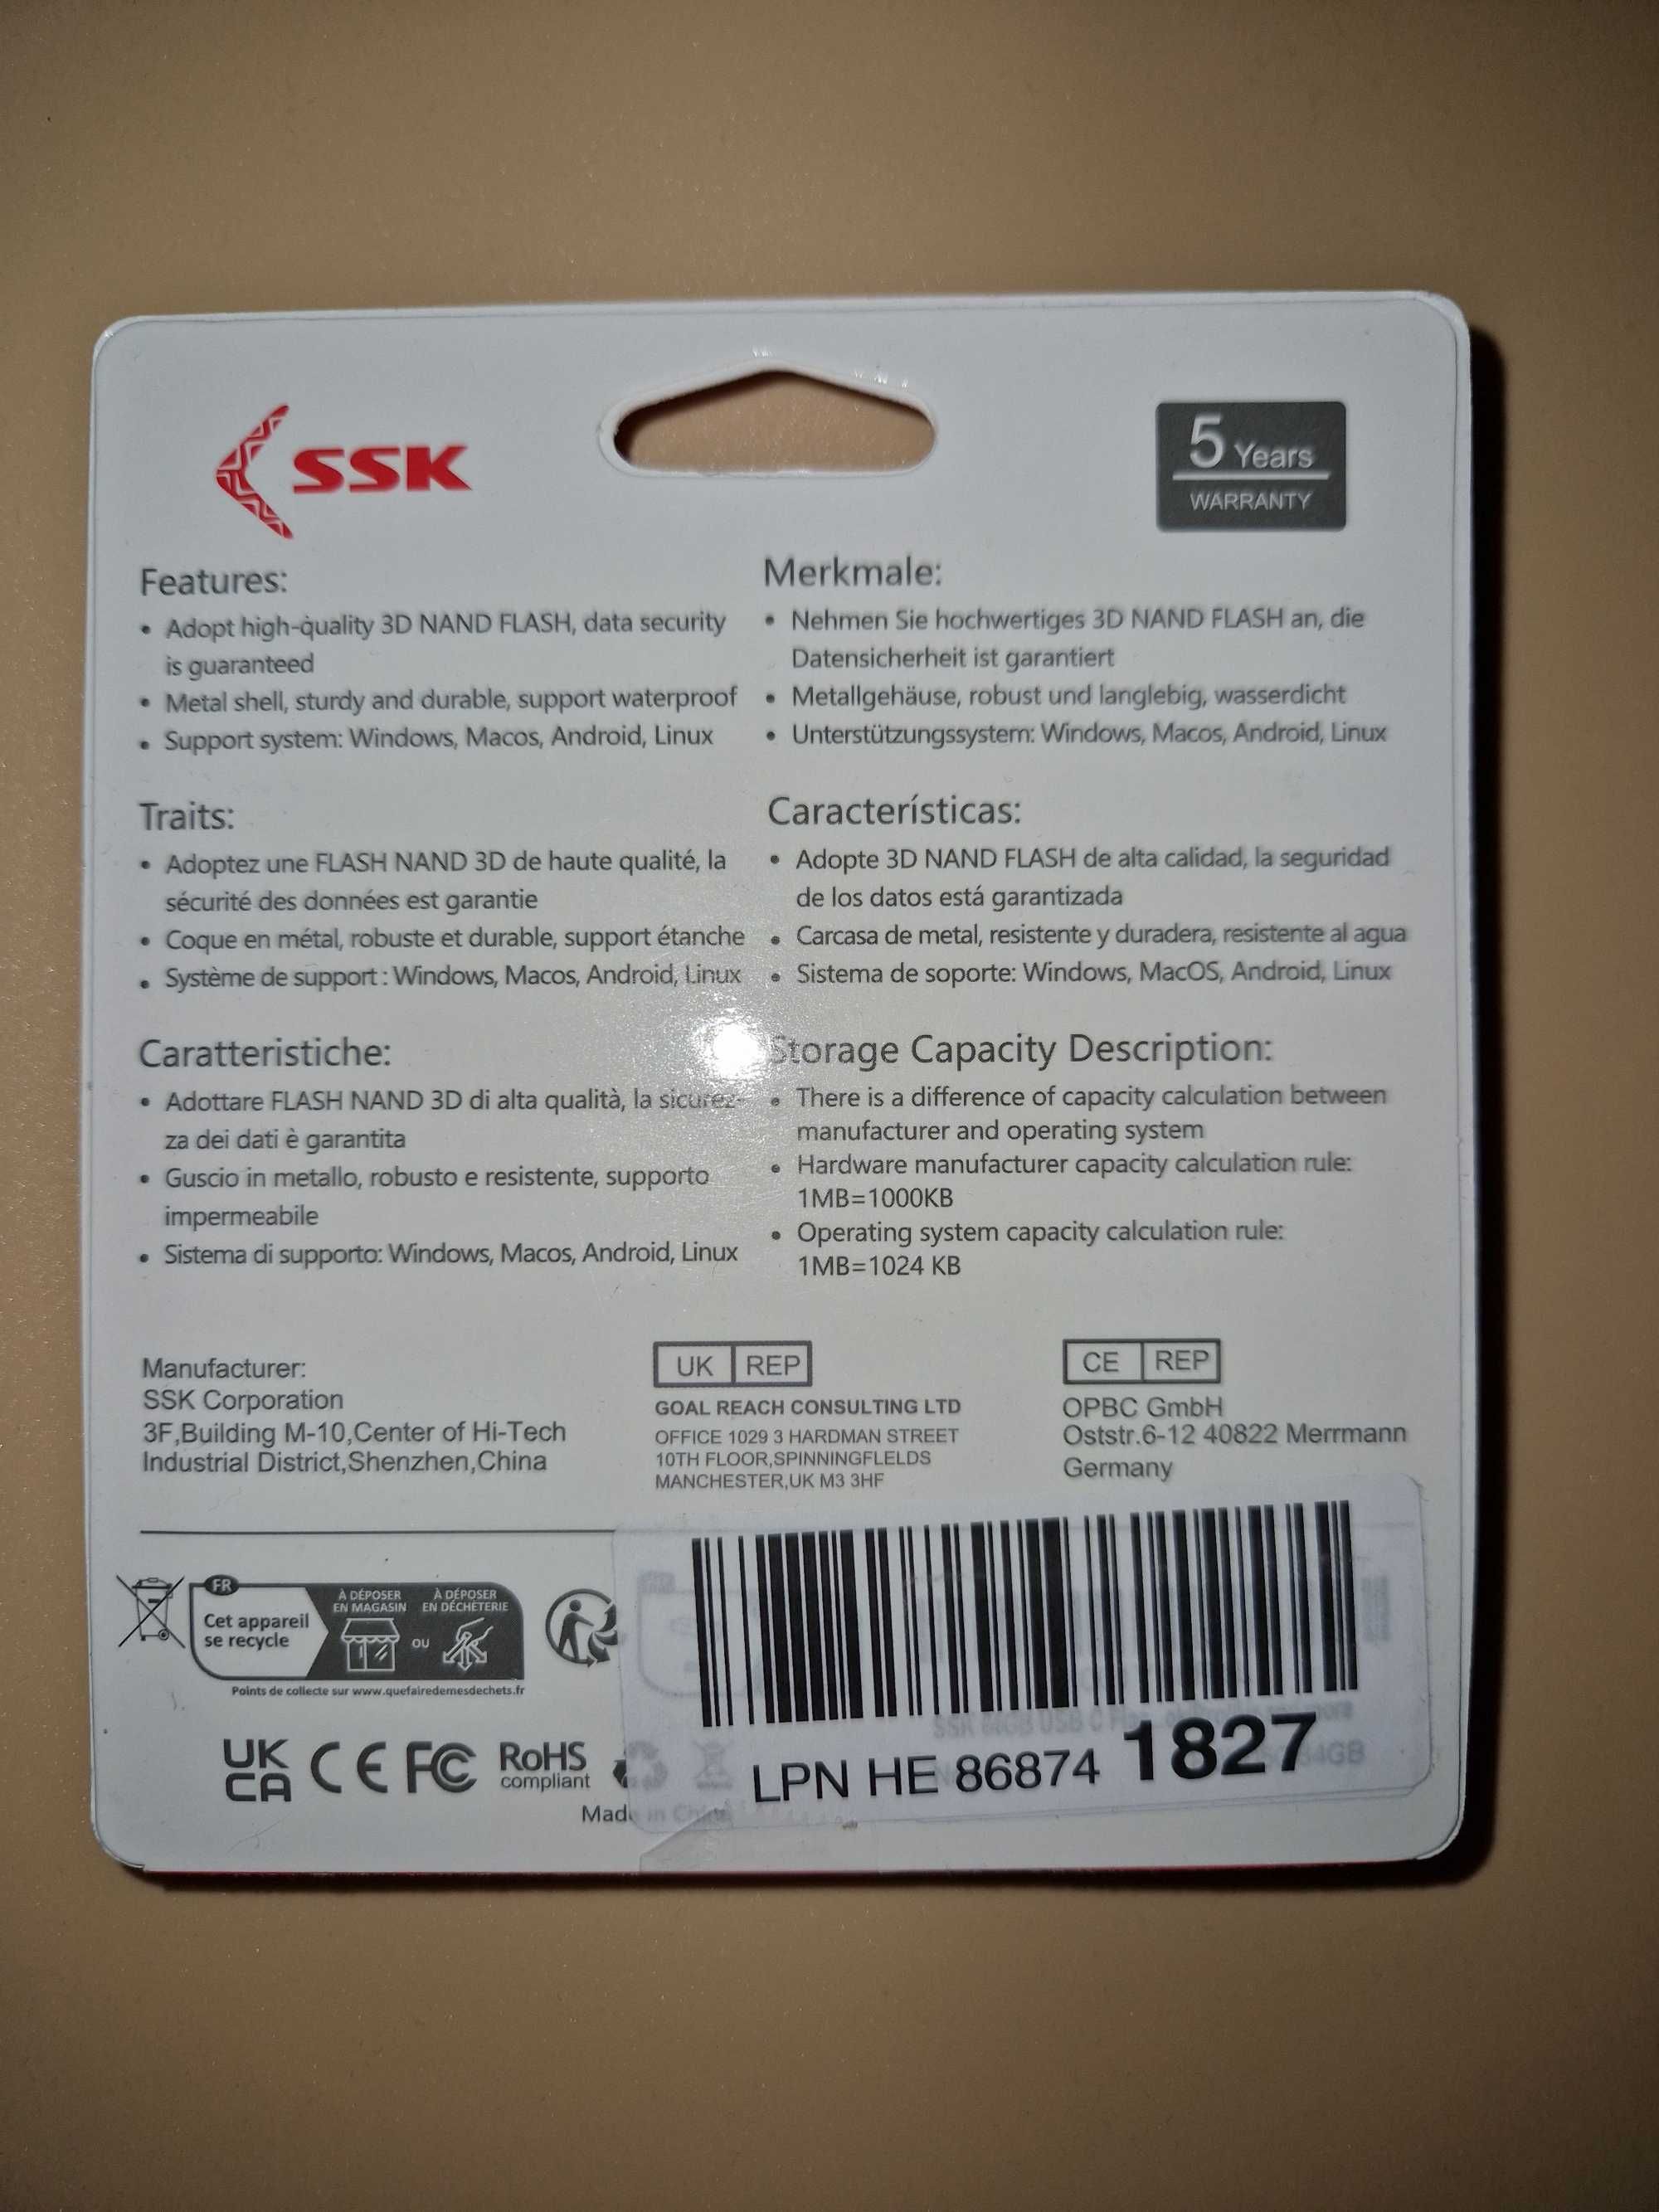 SSK
5 Years
WARRANTY
Features:
• Adopt high-quality 3D NAND FLASH, data security
is guaranteed
• Metal shell, sturdy and durable, support waterproof
• Support system: Windows, Macos, Android, Linux
Merkmale:
• Nehmen Sie hochwertiges 3D NAND FLASH an, die
Datensicherheit ist garantiert
• Metallgehäuse, robust und langlebig, wasserdicht
• Unterstützungssystem: Windows, Macos, Android, Linux
Traits:
• Adoptez une FLASH NAND 3D de haute qualité, la
sécurité des données est garantie
• Coque en métal, robuste et durable, support étanche
• Système de support : Windows, Macos, Android, Linux
Características:
• Adopte 3D NAND FLASH de alta calidad, la seguridad
de los datos está garantizada
• Carcasa de metal, resistente y duradera, resistente al agua
• Sistema de soporte: Windows, MacOS, Android, Linux
Caratteristiche:
• Adottare FLASH NAND 3D di alta qualità, la sicurez-
za dei dati è garantita
• Guscio in metallo, robusto e resistente, supporto
impermeabile
• Sistema di supporto: Windows, Macos, Android, Linux
Storage Capacity Description:
• There is a difference of capacity calculation between
manufacturer and operating system
• Hardware manufacturer capacity calculation rule:
1MB=1000KB
• Operating system capacity calculation rule:
1MB=1024 KB
Manufacturer:
SSK Corporation
3F,Building M-10,Center of Hi-Tech
Industrial District,Shenzhen,China
UK REP
GOAL REACH CONSULTING LTD
OFFICE 1029 3 HARDMAN STREET
10TH FLOOR,SPINNINGFLELDS
MANCHESTER,UK M3 3HF
CE REP
OPBC GmbH
Oststr.6-12 40822 Merrmann
Germany
FR
Cet appareil
se recycle
À DÉPOSER
EN MAGASIN
OU
À DÉPOSER
EN DÉCHÈTERIE
Points de collecte sur www.quefairedemesdechets.fr
UK
CA
CE
FC
RoHS
compliant
Made in China
SSK 64GB USB C
64GB
LPN HE 86874 1827